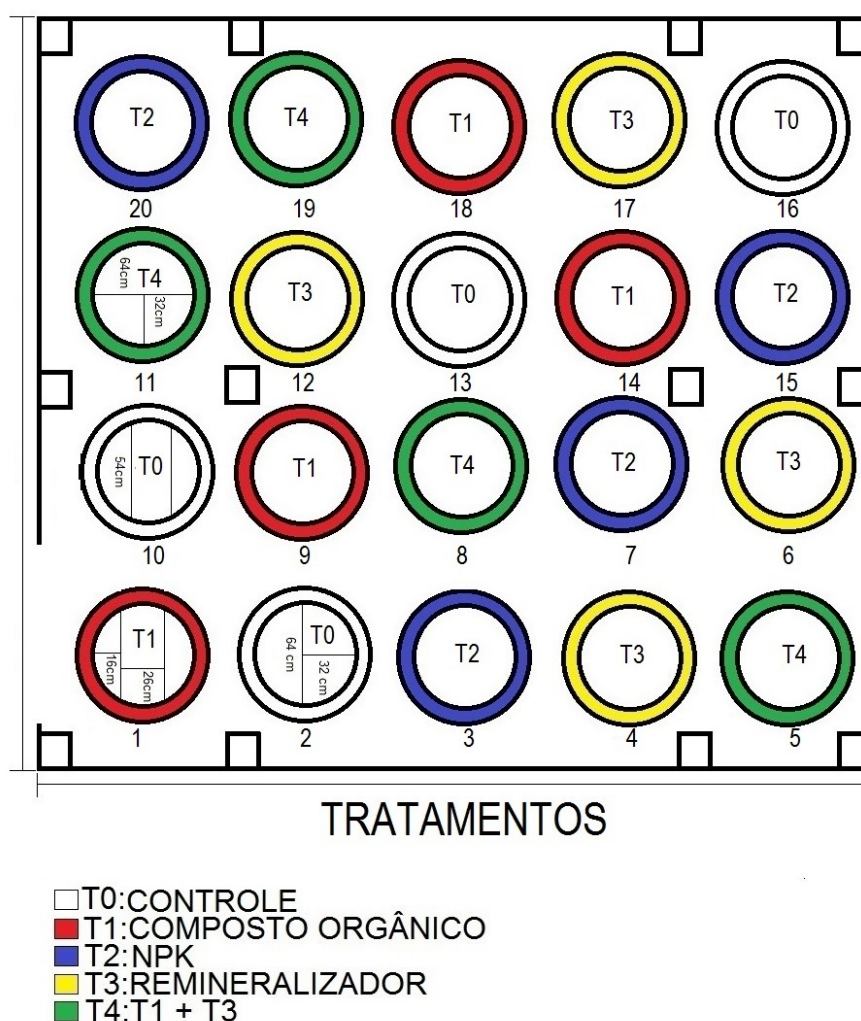 T2 T4 T1 T3 T0
20 19 18 17 16
T4 T3 T0 T1 T2
64cm
32cm
11 12 13 14 15
T0 T1 T4 T2 T3
54cm
10 9 8 7 6
T1 T0 T2 T3 T4
16cm
26cm
64 cm
32 cm
1 2 3 4 5
TRATAMENTOS
T0:CONTROLE
T1:COMPOSTO ORGÂNICO
T2:NPK
T3:REMINERALIZADOR
T4:T1 + T3